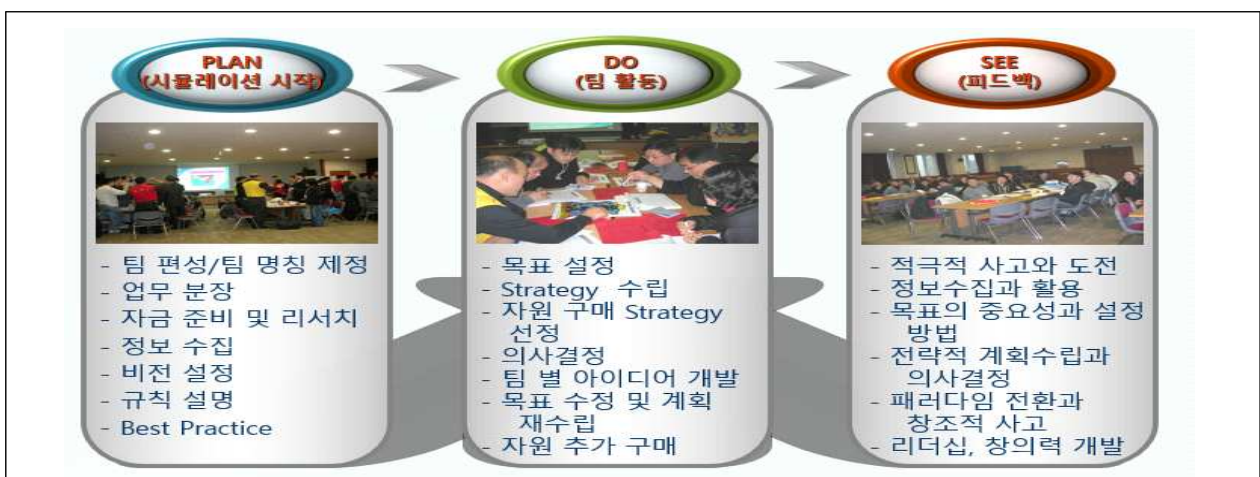 PLAN
(시뮬레이션 시작)
- 팀 편성/팀 명칭 제정
- 업무 분장
- 자금 준비 및 리서치
- 정보 수집
- 비전 설정
- 규칙 설명
- Best Practice
DO
(팀 활동)
- 목표 설정
- Strategy 수립
- 자원 구매 Strategy
선정
- 의사결정
- 팀 별 아이디어 개발
- 목표 수정 및 계획
재수립
- 자원 추가 구매
SEE
(피드백)
- 적극적 사고와 도전
- 정보수집과 활용
- 목표의 중요성과 설정
방법
- 전략적 계획수립과
의사결정
- 패러다임 전환과
창조적 사고
- 리더십, 창의력 개발